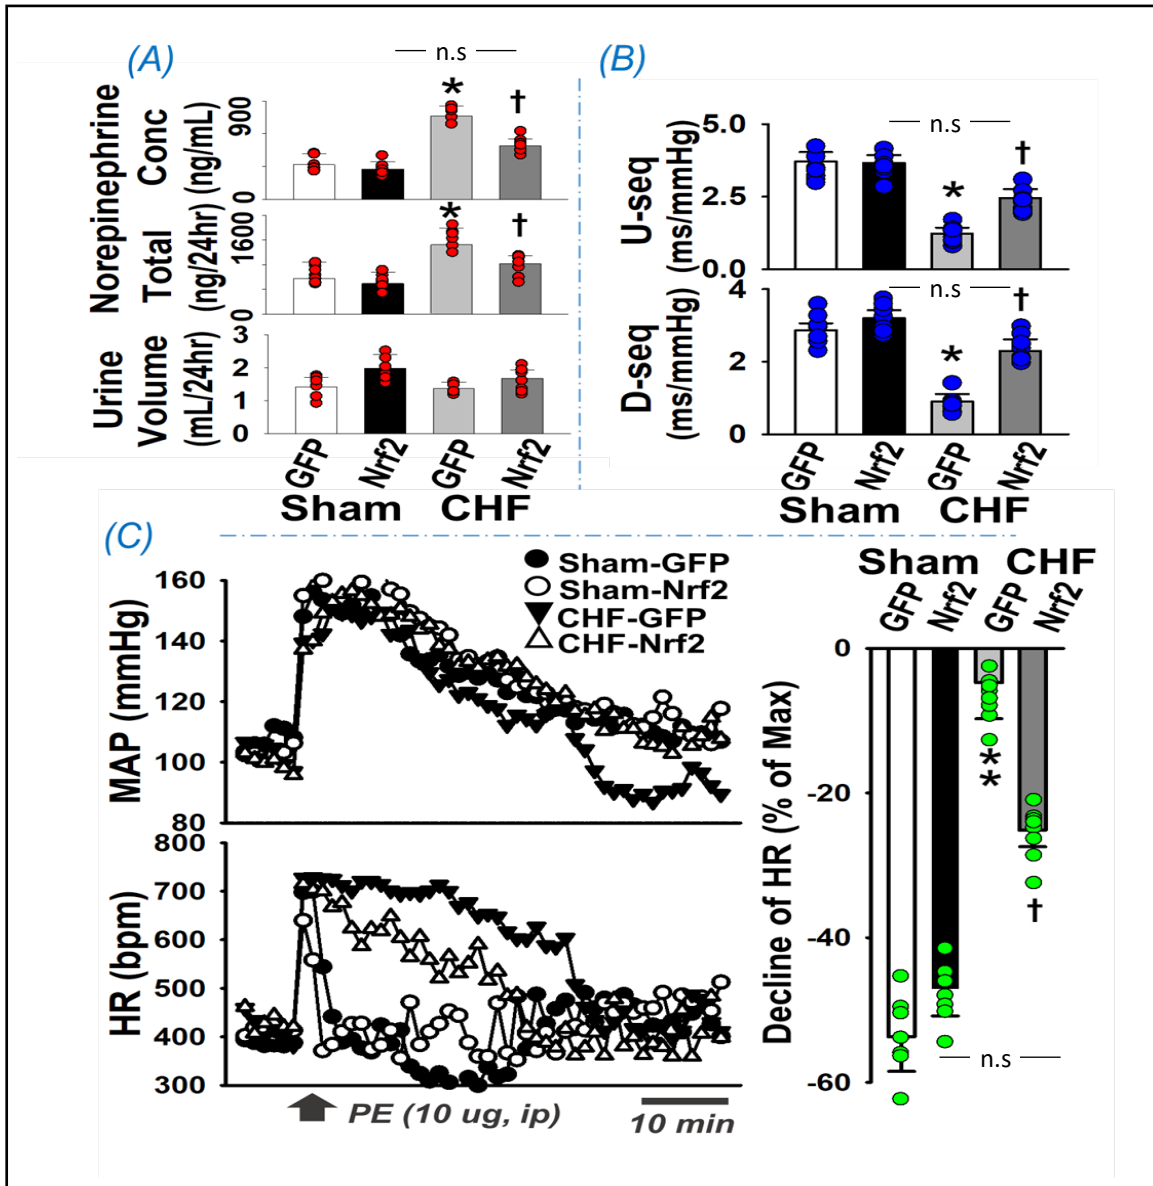 (A)
n.s
Norepinephrine
Conc
(ng/mL)
900
0
*
†
Total
(ng/24hr)
1600
0
*
†
Urine
Volume
(mL/24hr)
3
2
1
0
GFP
Nrf2
GFP
Nrf2
Sham
CHF
(B)
U-seq
(ms/mmHg)
5.0
2.5
0.0
n.s
*
†
D-seq
(ms/mmHg)
4
2
0
n.s
*
†
GFP
Nrf2
GFP
Nrf2
Sham
CHF
(C)
Sham-GFP
Sham-Nrf2
CHF-GFP
CHF-Nrf2
MAP (mmHg)
160
140
120
100
80
HR (bpm)
800
700
600
500
400
300
PE (10 ug, ip)
10 min
Sham
CHF
GFP
Nrf2
GFP
Nrf2
Decline of HR (% of Max)
0
-20
-40
-60
*
*
†
n.s